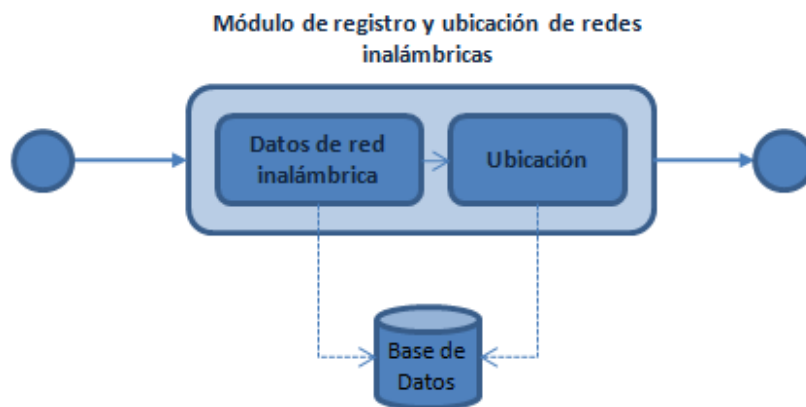 Módulo de registro y ubicación de redes
inalámbricas
Datos de red
inalámbrica
Ubicación
Base de
Datos